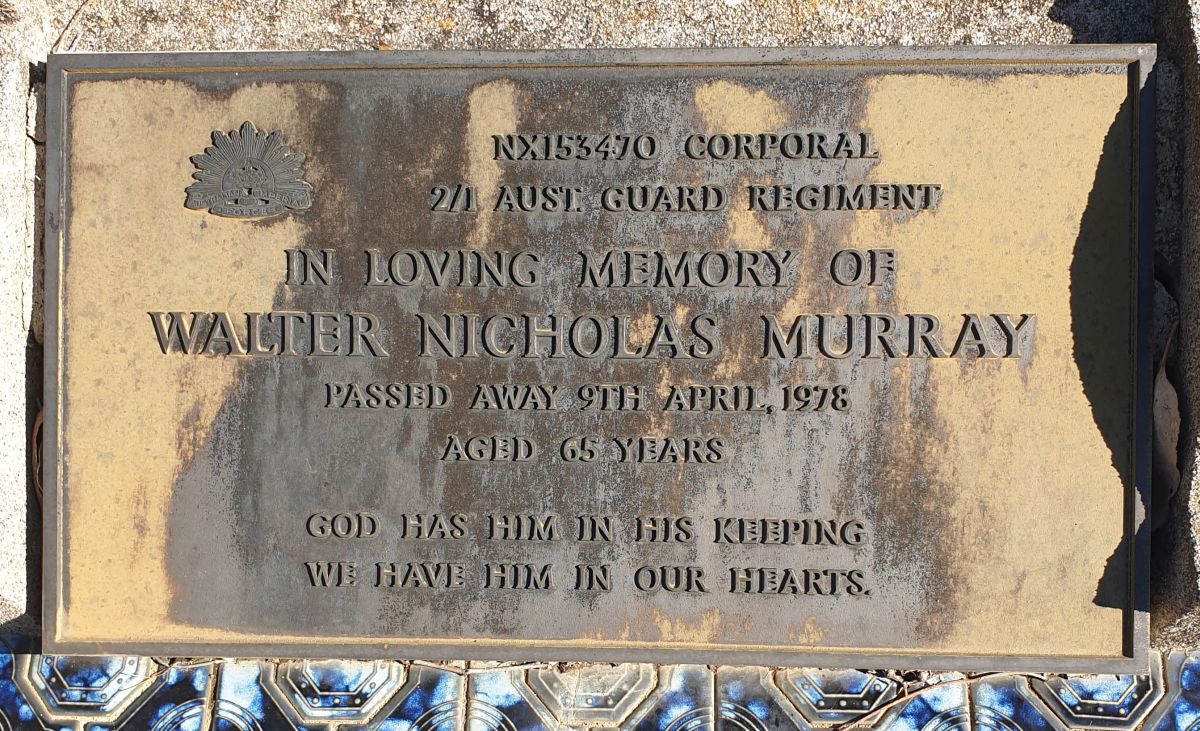 NX153470 CORPORAL
2/1 AUST. GUARD REGIMENT
IN LOVING MEMORY OF
WALTER NICHOLAS MURRAY
PASSED AWAY 9TH APRIL, 1978
AGED 65 YEARS
GOD HAS HIM IN HIS KEEPING
WE HAVE HIM IN OUR HEARTS.